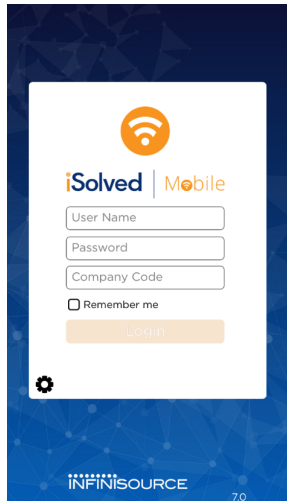 iSolved | Mobile
User Name
Password
Company Code
Remember me
Login
INFINISOURCE
7.0